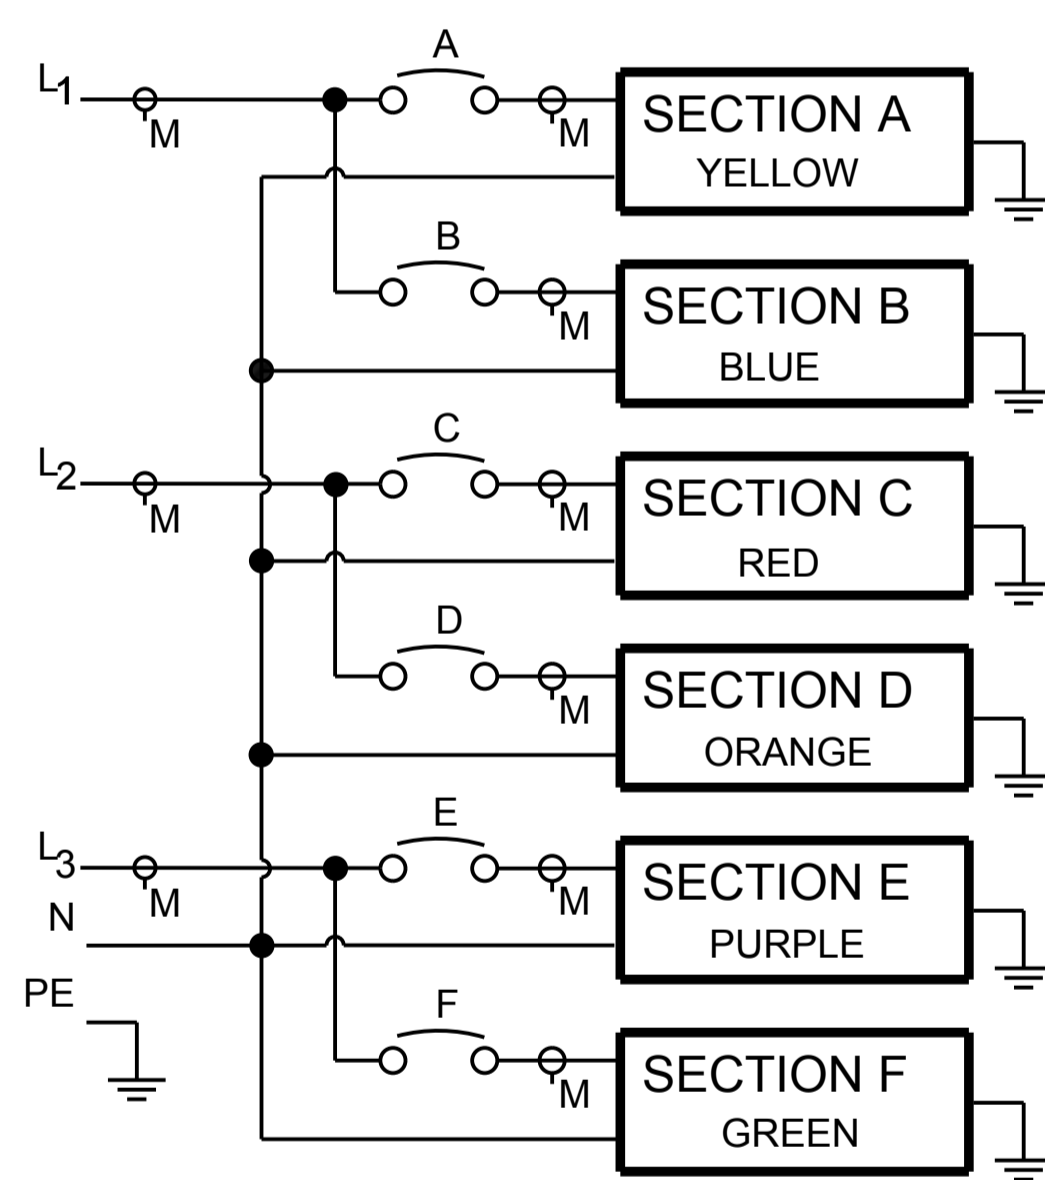 A
L1
M
M
SECTION A
YELLOW
B
M
SECTION B
BLUE
C
L2
M
M
SECTION C
RED
D
M
SECTION D
ORANGE
E
L3
M
M
SECTION E
PURPLE
N
PE
F
M
SECTION F
GREEN